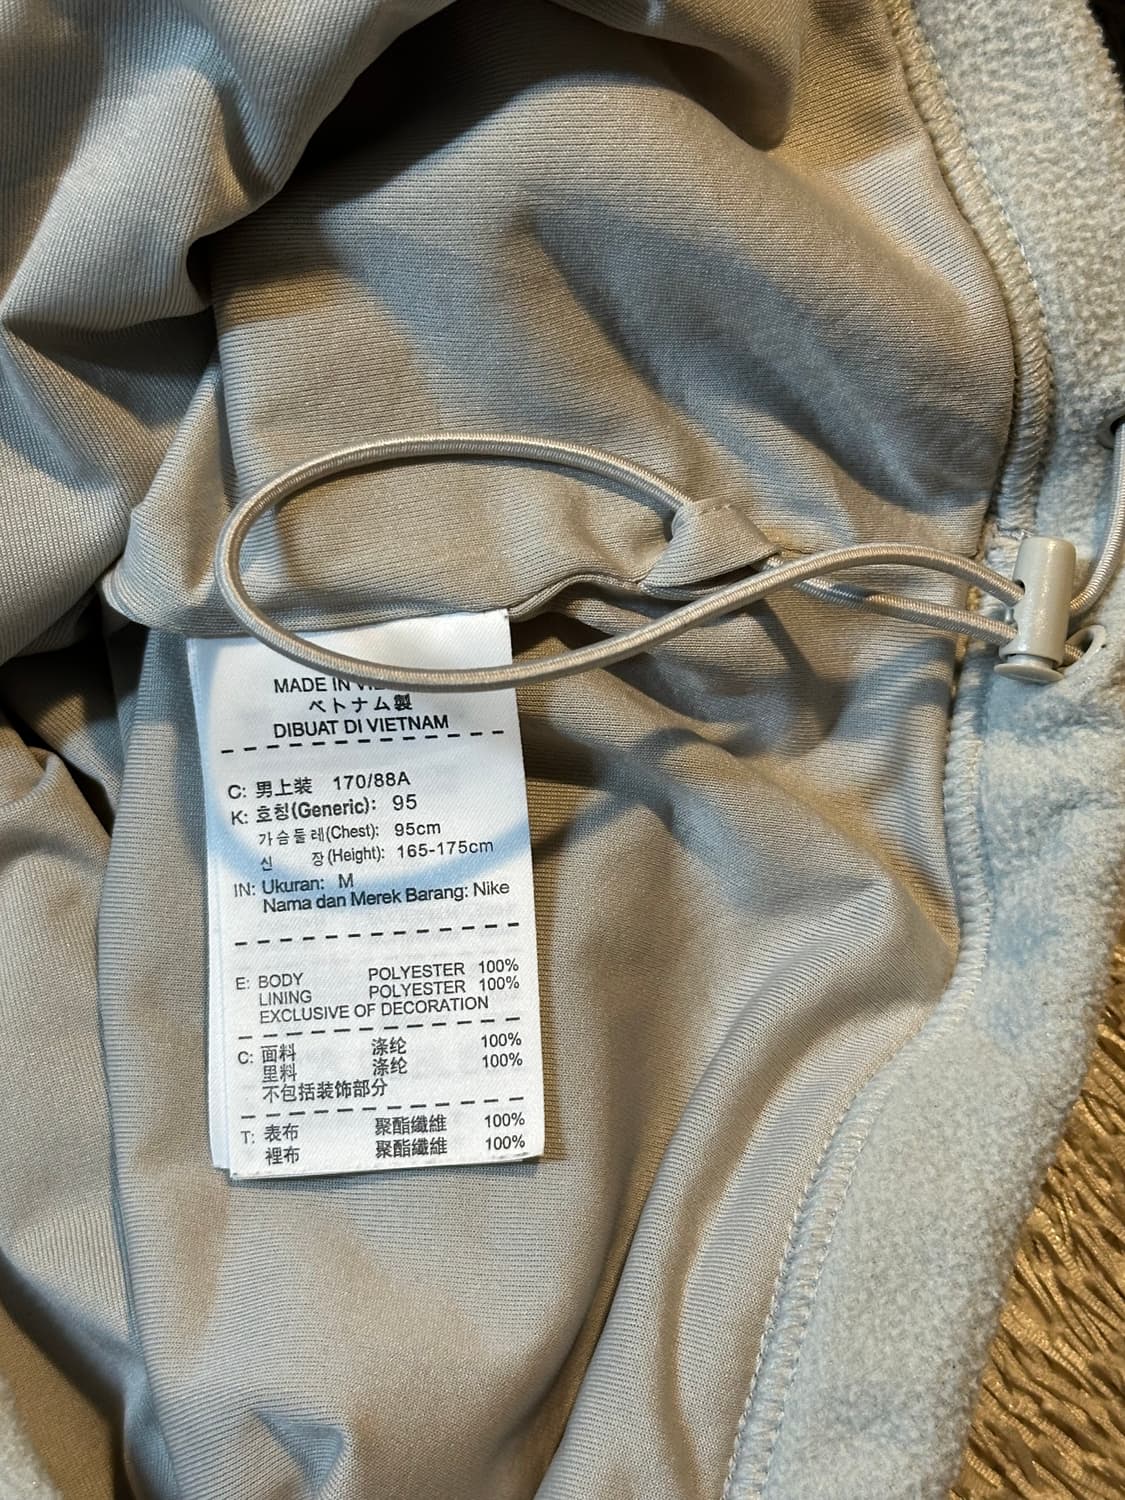 MADE IN
ベトナム製
DIBUAT DI VIETNAM
C: 男上装 170/88A
K: 호칭(Generic): 95
가슴둘레(Chest): 95cm
신 장(Height): 165-175cm
IN: Ukuran: M
Nama dan Merek Barang: Nike
E: BODY POLYESTER 100%
LINING POLYESTER 100%
EXCLUSIVE OF DECORATION
C: 面料 涤纶 100%
里料 涤纶 100%
不包括装饰部分
T: 表布 聚酯纖維 100%
裡布 聚酯纖維 100%